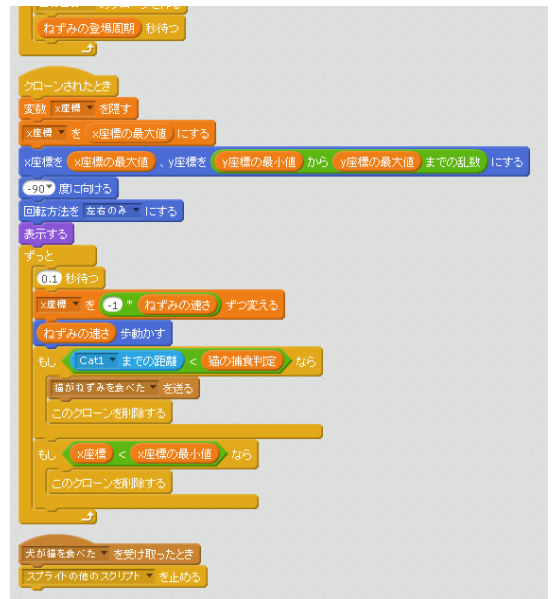 のクローンを作る
ねずみの登場周期 秒待つ
クローンされたとき
変数 x座標 を隠す
x座標 を x座標の最大値 にする
x座標を x座標の最大値 、y座標を y座標の最小値 から y座標の最大値 までの乱数 にする
-90 度に向ける
回転方法を 左右のみ にする
表示する
ずっと
0.1 秒待つ
x座標 を -1 * ねずみの速さ ずつ変える
ねずみの速さ 歩動かす
もし Cat1 までの距離 < 猫の捕食判定 なら
猫がねずみを食べた を送る
このクローンを削除する
もし x座標 < x座標の最小値 なら
このクローンを削除する
犬が猫を食べた を受け取ったとき
スプライトの他のスクリプト を止める